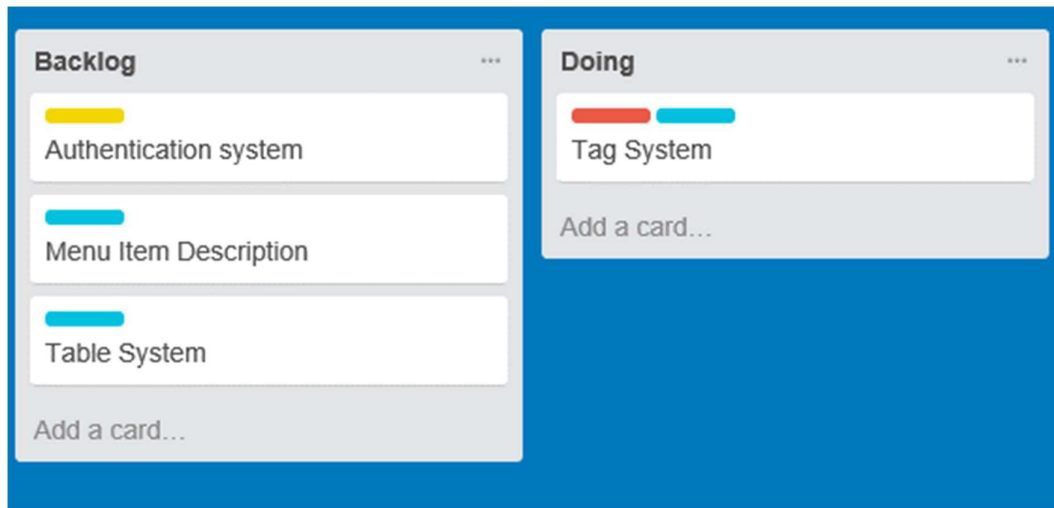 Backlog
Authentication system
Menu Item Description
Table System
Add a card...
Doing
Tag System
Add a card...